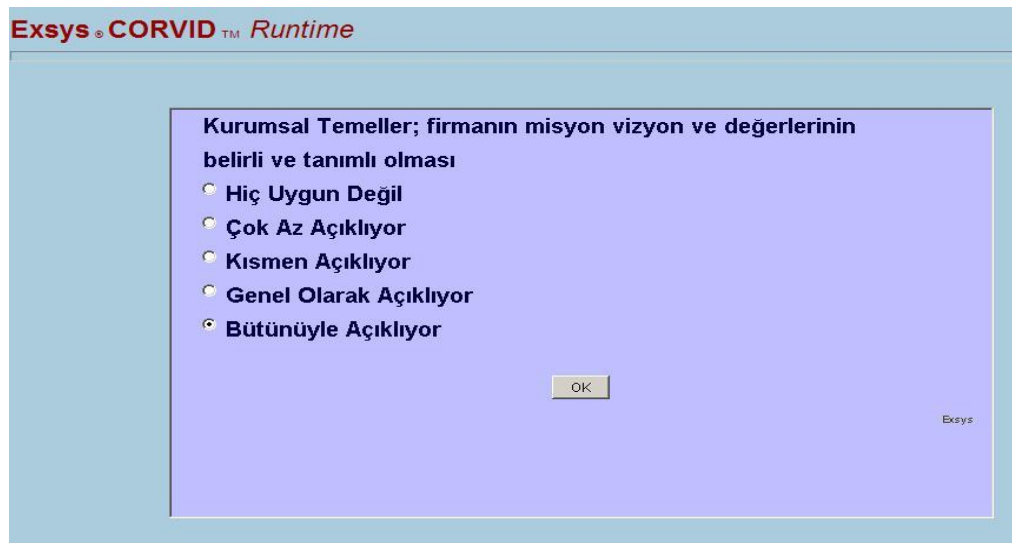 Exsys ® CORVID TM Runtime
Kurumsal Temeller; firmanın misyon vizyon ve değerlerinin
belirli ve tanımlı olması
Hiç Uygun Değil
Çok Az Açıklıyor
Kısmen Açıklıyor
Genel Olarak Açıklıyor
Bütünüyle Açıklıyor
OK
Exsys